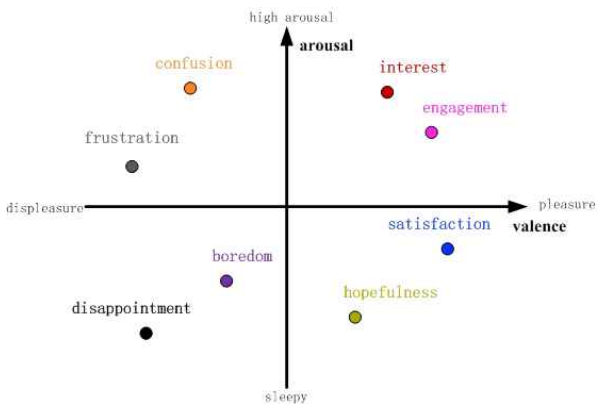 high arousal
arousal
confusion
interest
engagement
frustration
displeasure
pleasure
valence
satisfaction
boredom
hopefulness
disappointment
sleepy